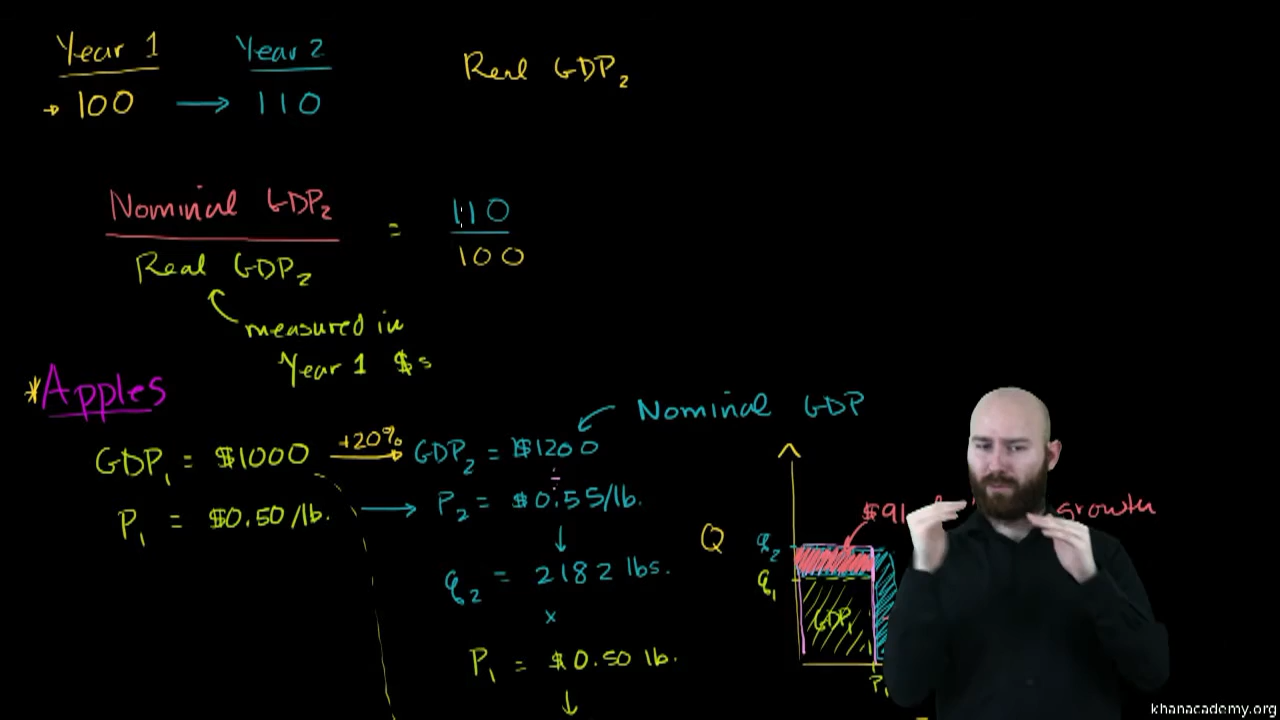 Year 1 Year 2
→ 100 → 110
Real GDP₂
Nominal GDP₂
Real GDP₂
= 110
100
measured in
Year 1 $s
*Apples
Nominal GDP
GDP₁ = $1000 +20% GDP₂ = $1200
÷
P₁ = $0.50/lb. → P₂ = $0.55/lb.
q₂ = 2182 lbs.
x
P₁ = $0.50 lb.
Q
q₂
q₁
GDP₁
P₁
growth
khanacademy.org